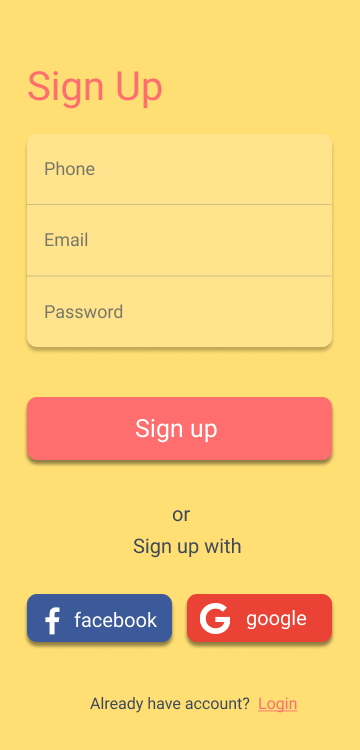 Sign Up
Phone
Email
Password
Sign up
or
Sign up with
facebook google
Already have account? Login